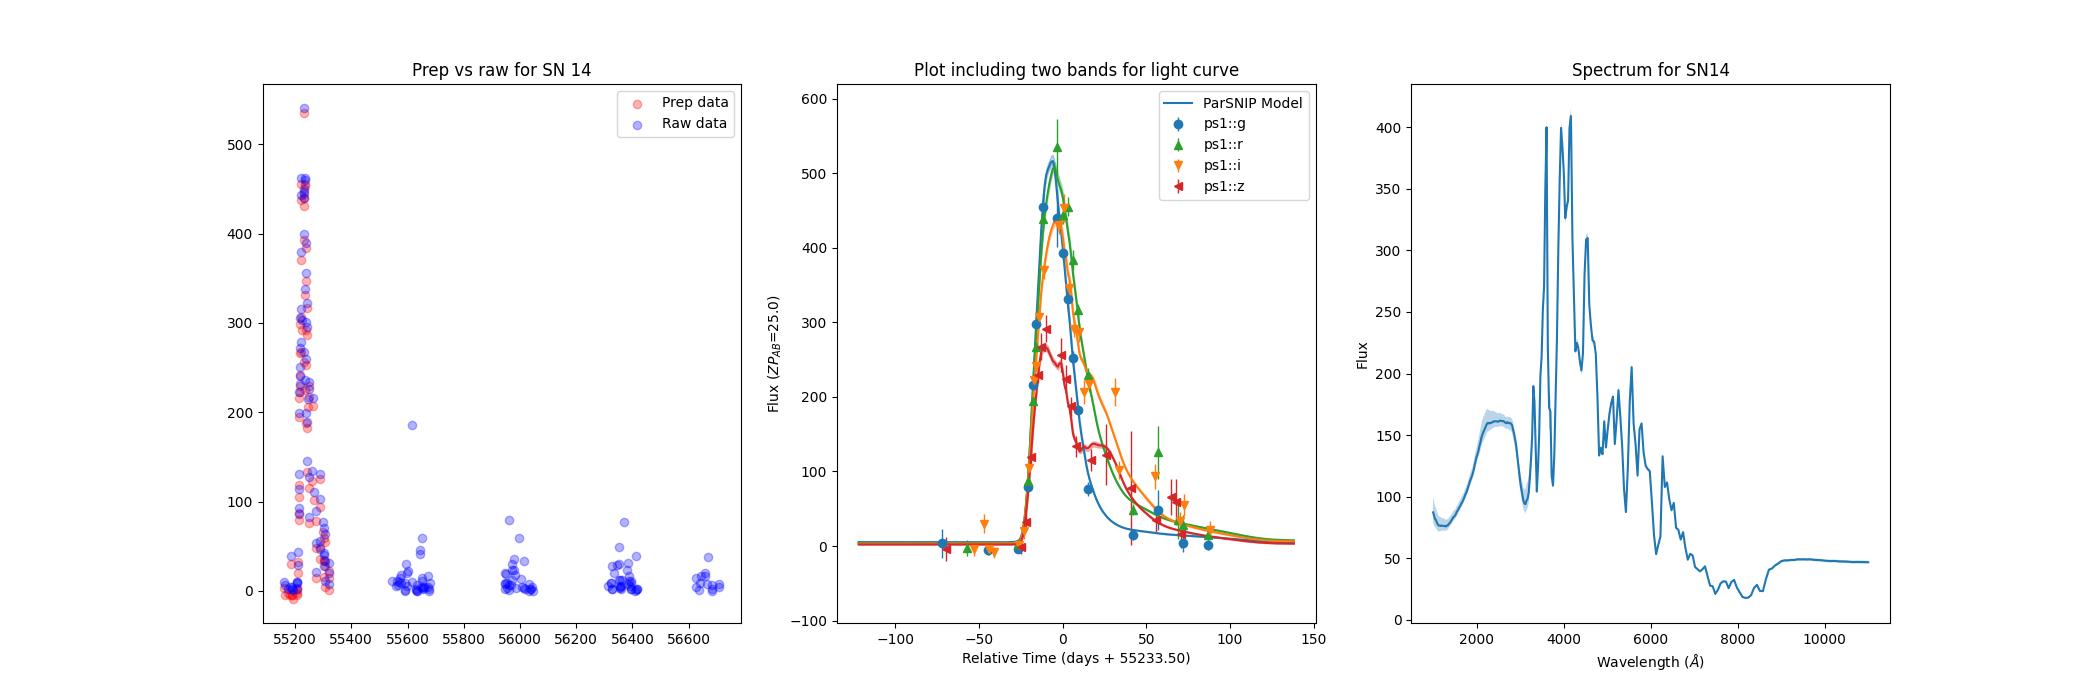 Prep vs raw for SN 14
Prep data
Raw data
500
400
300
200
100
0
55200 55400 55600 55800 56000 56200 56400 56600
Plot including two bands for light curve
ParSNIP Model
ps1::g
ps1::r
ps1::i
ps1::z
Flux (ZP_AB=25.0)
600
500
400
300
200
100
0
−100
−100 −50 0 50 100 150
Relative Time (days + 55233.50)
Spectrum for SN14
Flux
400
350
300
250
200
150
100
50
0
2000 4000 6000 8000 10000
Wavelength (Å)